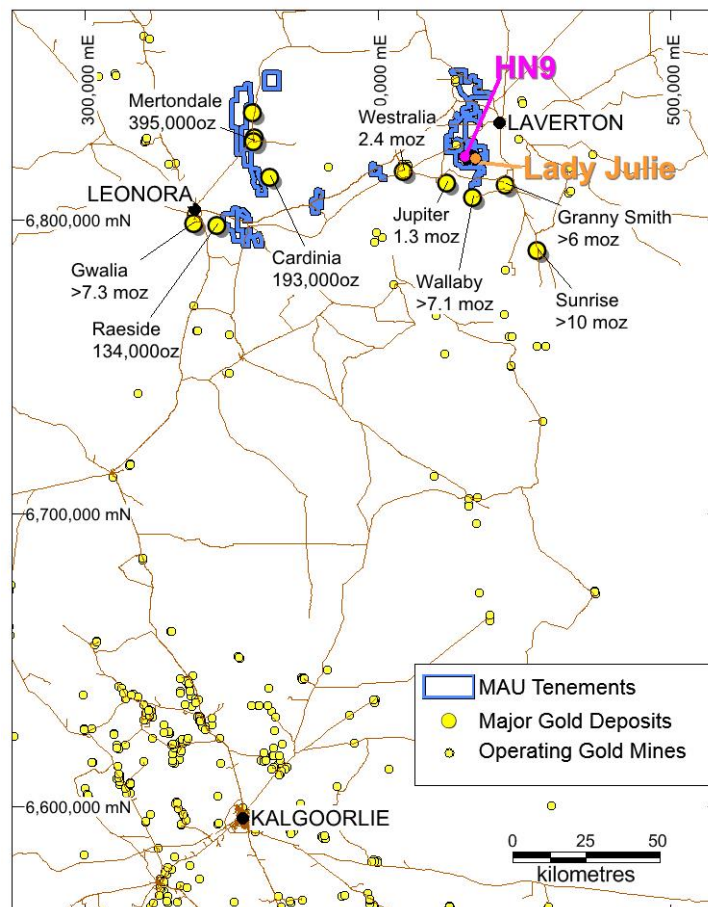 300,000 mE
0,000 mE
500,000 mE
HN9
Mertondale
395,000oz
Westralia
2.4 moz
LAVERTON
Lady Julie
LEONORA
6,800,000 mN
Jupiter
1.3 moz
Granny Smith
>6 moz
Gwalia
>7.3 moz
Cardinia
193,000oz
Wallaby
>7.1 moz
Sunrise
>10 moz
Raeside
134,000oz
6,700,000 mN
MAU Tenements
Major Gold Deposits
Operating Gold Mines
6,600,000 mN
KALGOORLIE
0 25 50
kilometres